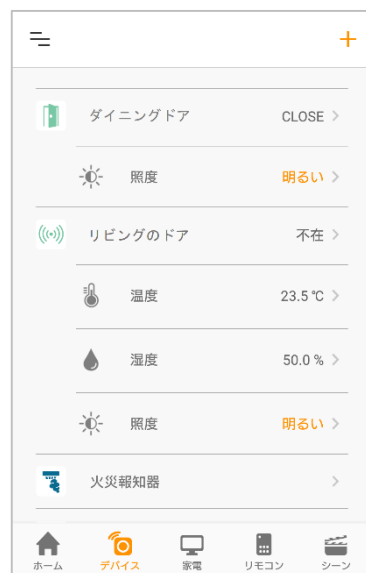 ダイニングドア CLOSE
照度 明るい
リビングのドア 不在
温度 23.5 ℃
湿度 50.0 %
照度 明るい
火災報知器
ホーム デバイス 家電 リモコン シーン